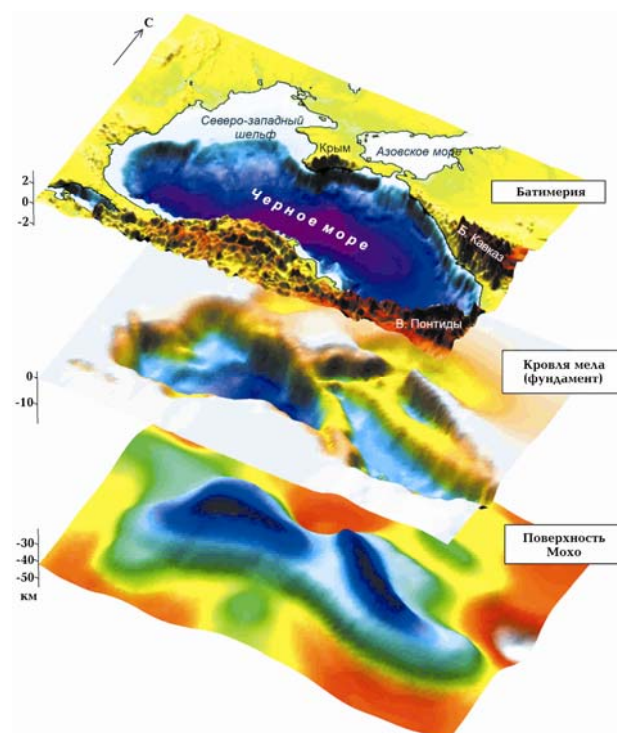 С
Северо-западный
шельф
Крым
Азовское море
2
0
-2
Батимерия
Черное море
Б. Кавказ
В. Понтиды
0
-10
Кровля мела
(фундамент)
-30
-40
-50
км
Поверхность
Мохо